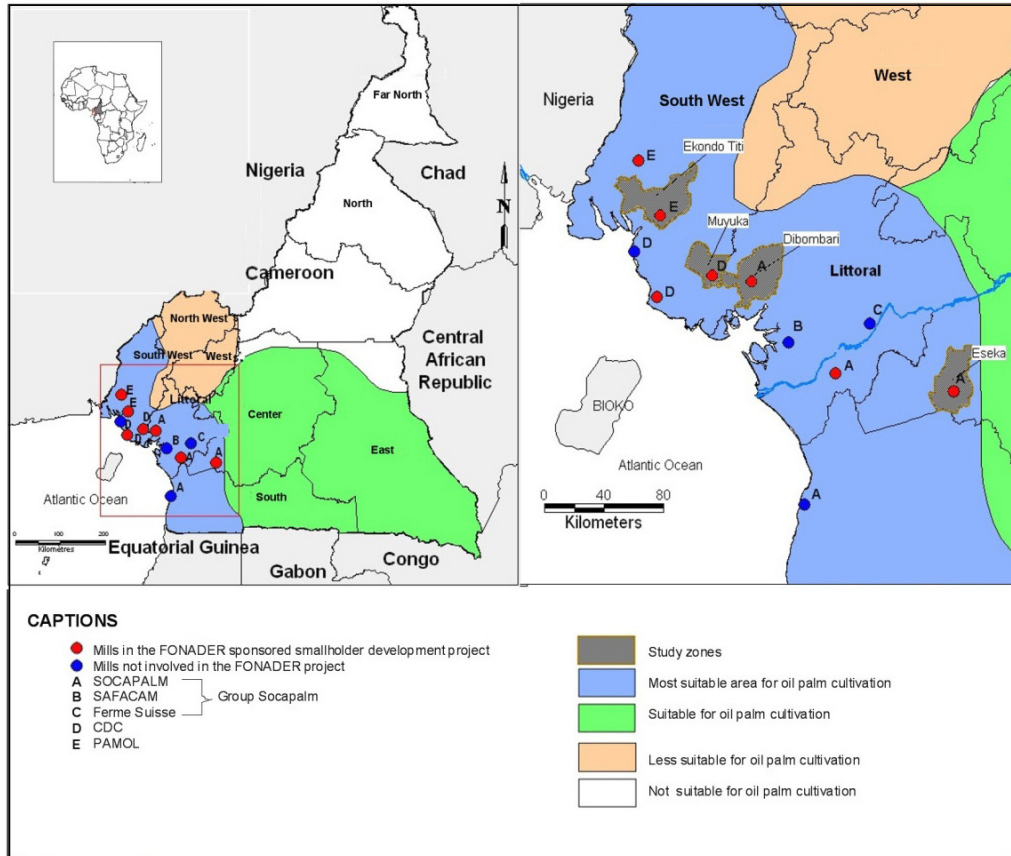 Far North
Nigeria
Chad
N
North
Cameroon
North West
South West
West
Central
African
Republic
Littoral
Center
East
South
E
E
D
A
D
D
B
C
A
A
A
Atlantic Ocean
0 100 200
Kilomètres
Equatorial Guinea
Gabon
Congo
West
Nigeria
South West
Ekondo Titi
E
E
Muyuka
Dibombari
D
D
A
Littoral
D
C
B
Eseka
A
A
BIOKO
Atlantic Ocean
A
0 40 80
Kilometers
CAPTIONS
Mills in the FONADER sponsored smallholder development project
Mills not involved in the FONADER project
A SOCAPALM
B SAFACAM
C Ferme Suisse
Group Socapalm
D CDC
E PAMOL
Study zones
Most suitable area for oil palm cultivation
Suitable for oil palm cultivation
Less suitable for oil palm cultivation
Not suitable for oil palm cultivation